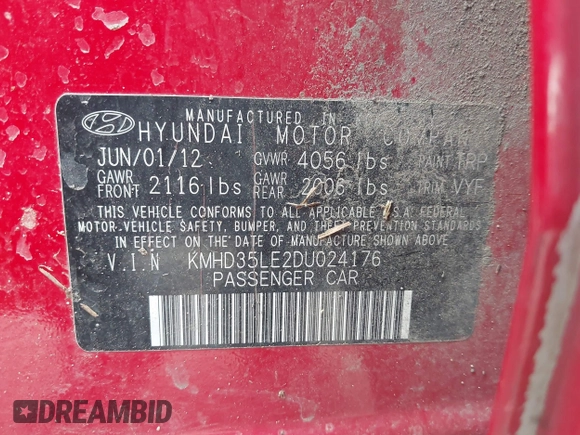 MANUFACTURED IN
HYUNDAI MOTOR COMPAN
JUN/01/12 GVWR 4056 lbs PAINT TRP
GAWR FRONT 2116 lbs GAWR REAR 2006 lbs TRIM VYF
THIS VEHICLE CONFORMS TO ALL APPLICABLE U.S.A. FEDERAL
MOTOR VEHICLE SAFETY, BUMPER, AND THEFT PREVENTION STANDARDS
IN EFFECT ON THE DATE OF MANUFACTURE SHOWN ABOVE.
V.I.N KMHD35LE2DU024176
PASSENGER CAR
DREAMBID